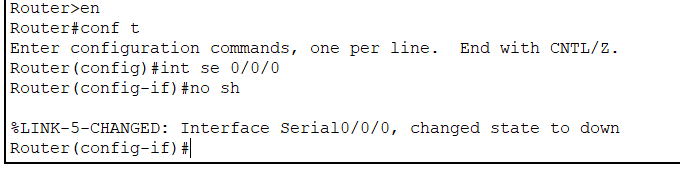 Router>en
Router#conf t
Enter configuration commands, one per line.  End with CNTL/Z.
Router(config)#int se 0/0/0
Router(config-if)#no sh
%LINK-5-CHANGED: Interface Serial0/0/0, changed state to down
Router(config-if)#